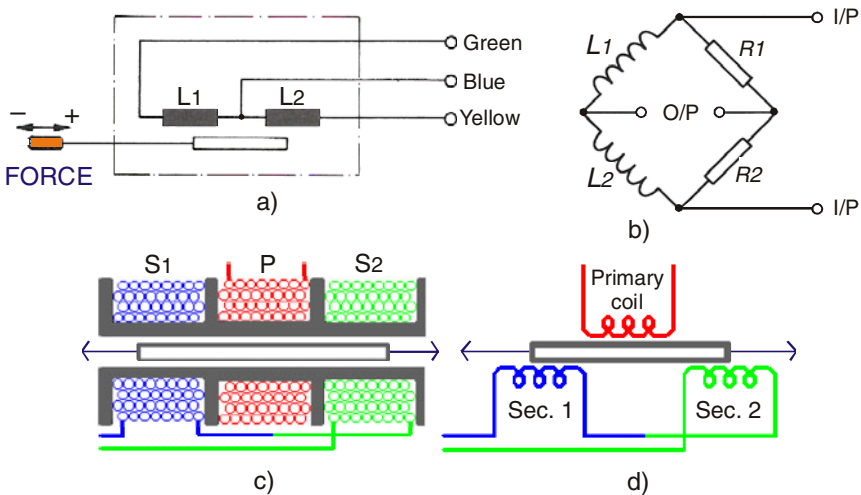 Green
Blue
L1 L2
Yellow
− +
FORCE
a)
L1 R1
I/P
O/P
L2 R2
I/P
b)
S1 P S2
c)
Primary
coil
Sec. 1 Sec. 2
d)